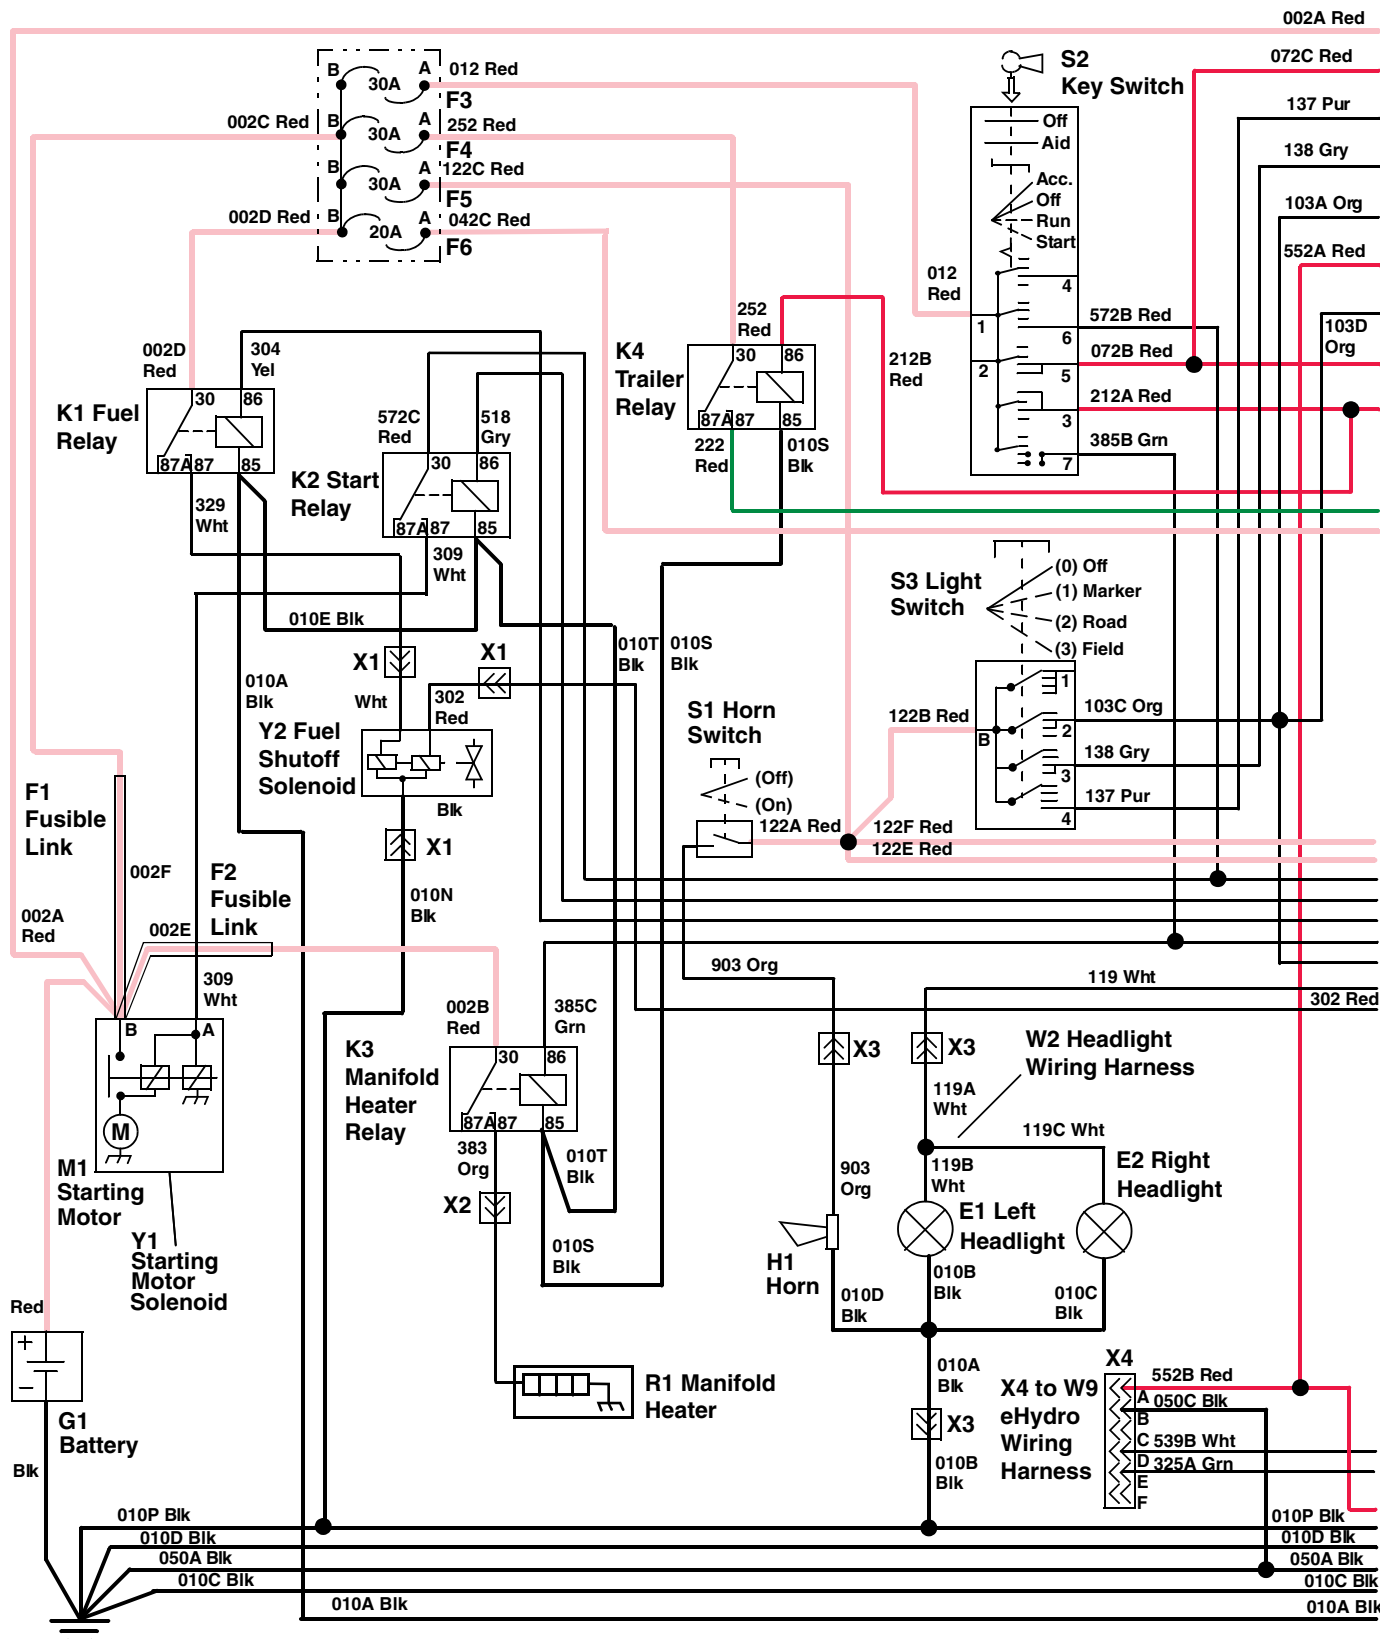 002A Red
072C Red
137 Pur
138 Gry
103A Org
552A Red
103D
Org
S2
Key Switch
Off
Aid
Acc.
Off
Run
Start
012
Red
1
2
4
6
5
3
7
572B Red
072B Red
212A Red
385B Grn
B
30A
A
012 Red
F3
002C Red
B
30A
A
252 Red
F4
B
30A
A
122C Red
F5
002D Red
B
20A
A
042C Red
F6
002D
Red
304
Yel
K1 Fuel
Relay
30
86
87A
87
85
329
Wht
572C
Red
518
Gry
K2 Start
Relay
30
86
87A
87
85
309
Wht
010E Blk
252
Red
K4
Trailer
Relay
30
86
87A
87
85
222
Red
010S
Blk
212B
Red
S3 Light
Switch
(0) Off
(1) Marker
(2) Road
(3) Field
122B Red
B
1
2
3
4
103C Org
138 Gry
137 Pur
010T
Blk
010S
Blk
X1
X1
010A
Blk
Wht
302
Red
Y2 Fuel
Shutoff
Solenoid
Blk
X1
010N
Blk
S1 Horn
Switch
(Off)
(On)
122A Red
122F Red
122E Red
F1
Fusible
Link
002F
F2
Fusible
Link
002A
Red
002E
309
Wht
903 Org
119 Wht
302 Red
B
A
M
M1
Starting
Motor
Y1
Starting
Motor
Solenoid
002B
Red
385C
Grn
K3
Manifold
Heater
Relay
30
86
87A
87
85
383
Org
010T
Blk
X2
010S
Blk
X3
X3
W2 Headlight
Wiring Harness
119A
Wht
119C Wht
119B
Wht
903
Org
E2 Right
Headlight
E1 Left
Headlight
H1
Horn
010D
Blk
010B
Blk
010C
Blk
Red
+
−
G1
Battery
Blk
R1 Manifold
Heater
010A
Blk
X3
010B
Blk
X4
X4 to W9
eHydro
Wiring
Harness
A
B
C
D
E
F
552B Red
050C Blk
539B Wht
325A Grn
010P Blk
010P Blk
010D Blk
010D Blk
050A Blk
050A Blk
010C Blk
010C Blk
010A Blk
010A Blk